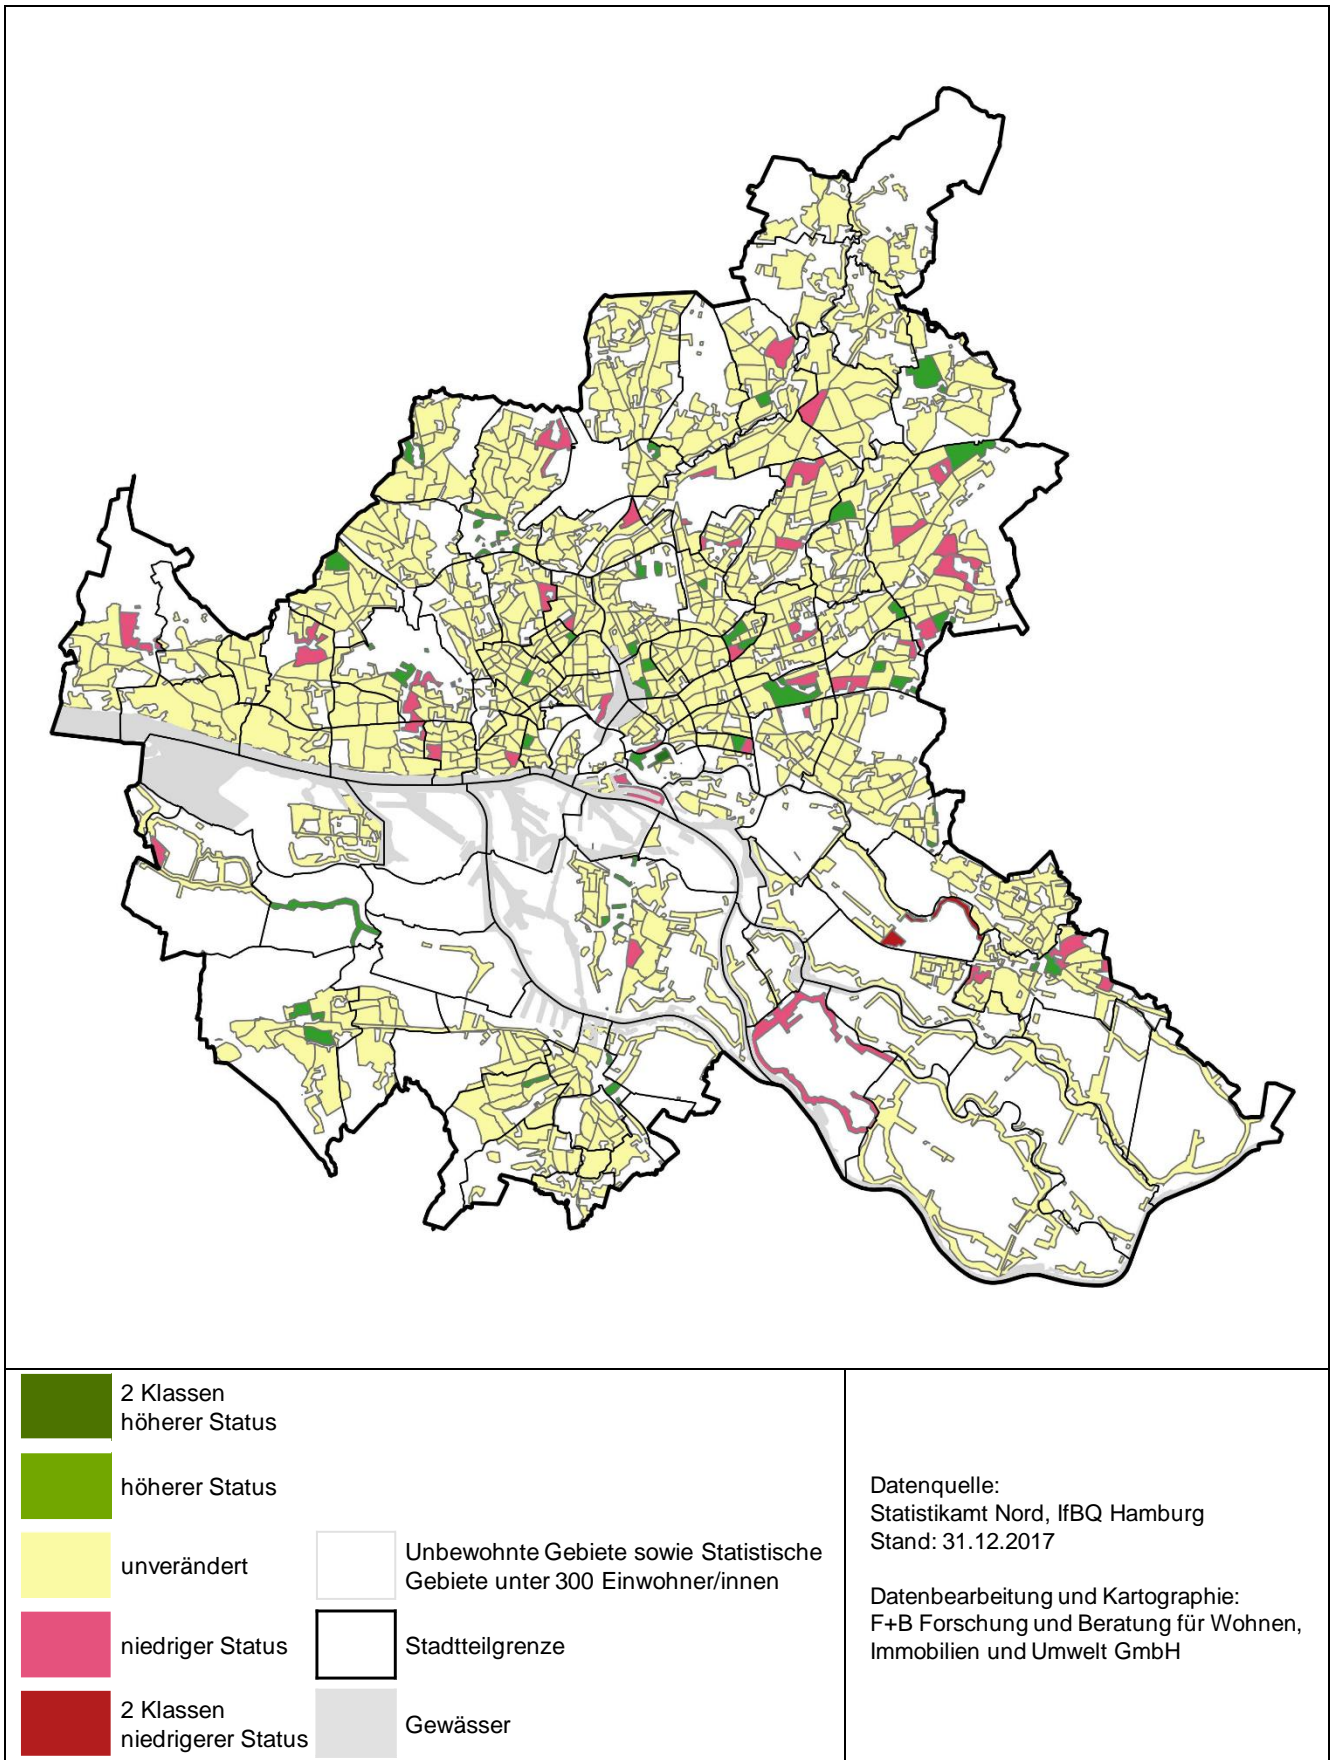 2 Klassen
höherer Status
höherer Status
unverändert
niedriger Status
2 Klassen
niedrigerer Status
Unbewohnte Gebiete sowie Statistische
Gebiete unter 300 Einwohner/innen
Stadtteilgrenze
Gewässer
Datenquelle:
Statistikamt Nord, IfBQ Hamburg
Stand: 31.12.2017
Datenbearbeitung und Kartographie:
F+B Forschung und Beratung für Wohnen,
Immobilien und Umwelt GmbH